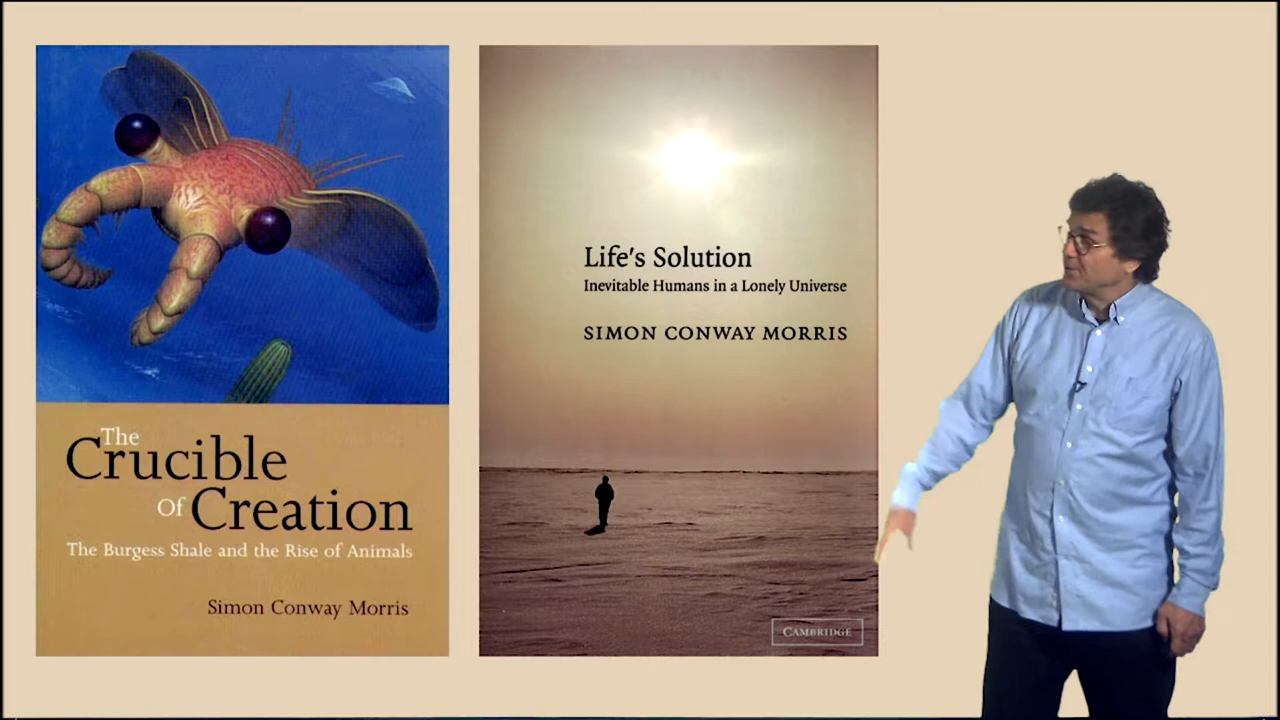 The
Crucible
Of Creation
The Burgess Shale and the Rise of Animals
Simon Conway Morris
Life's Solution
Inevitable Humans in a Lonely Universe
SIMON CONWAY MORRIS
CAMBRIDGE